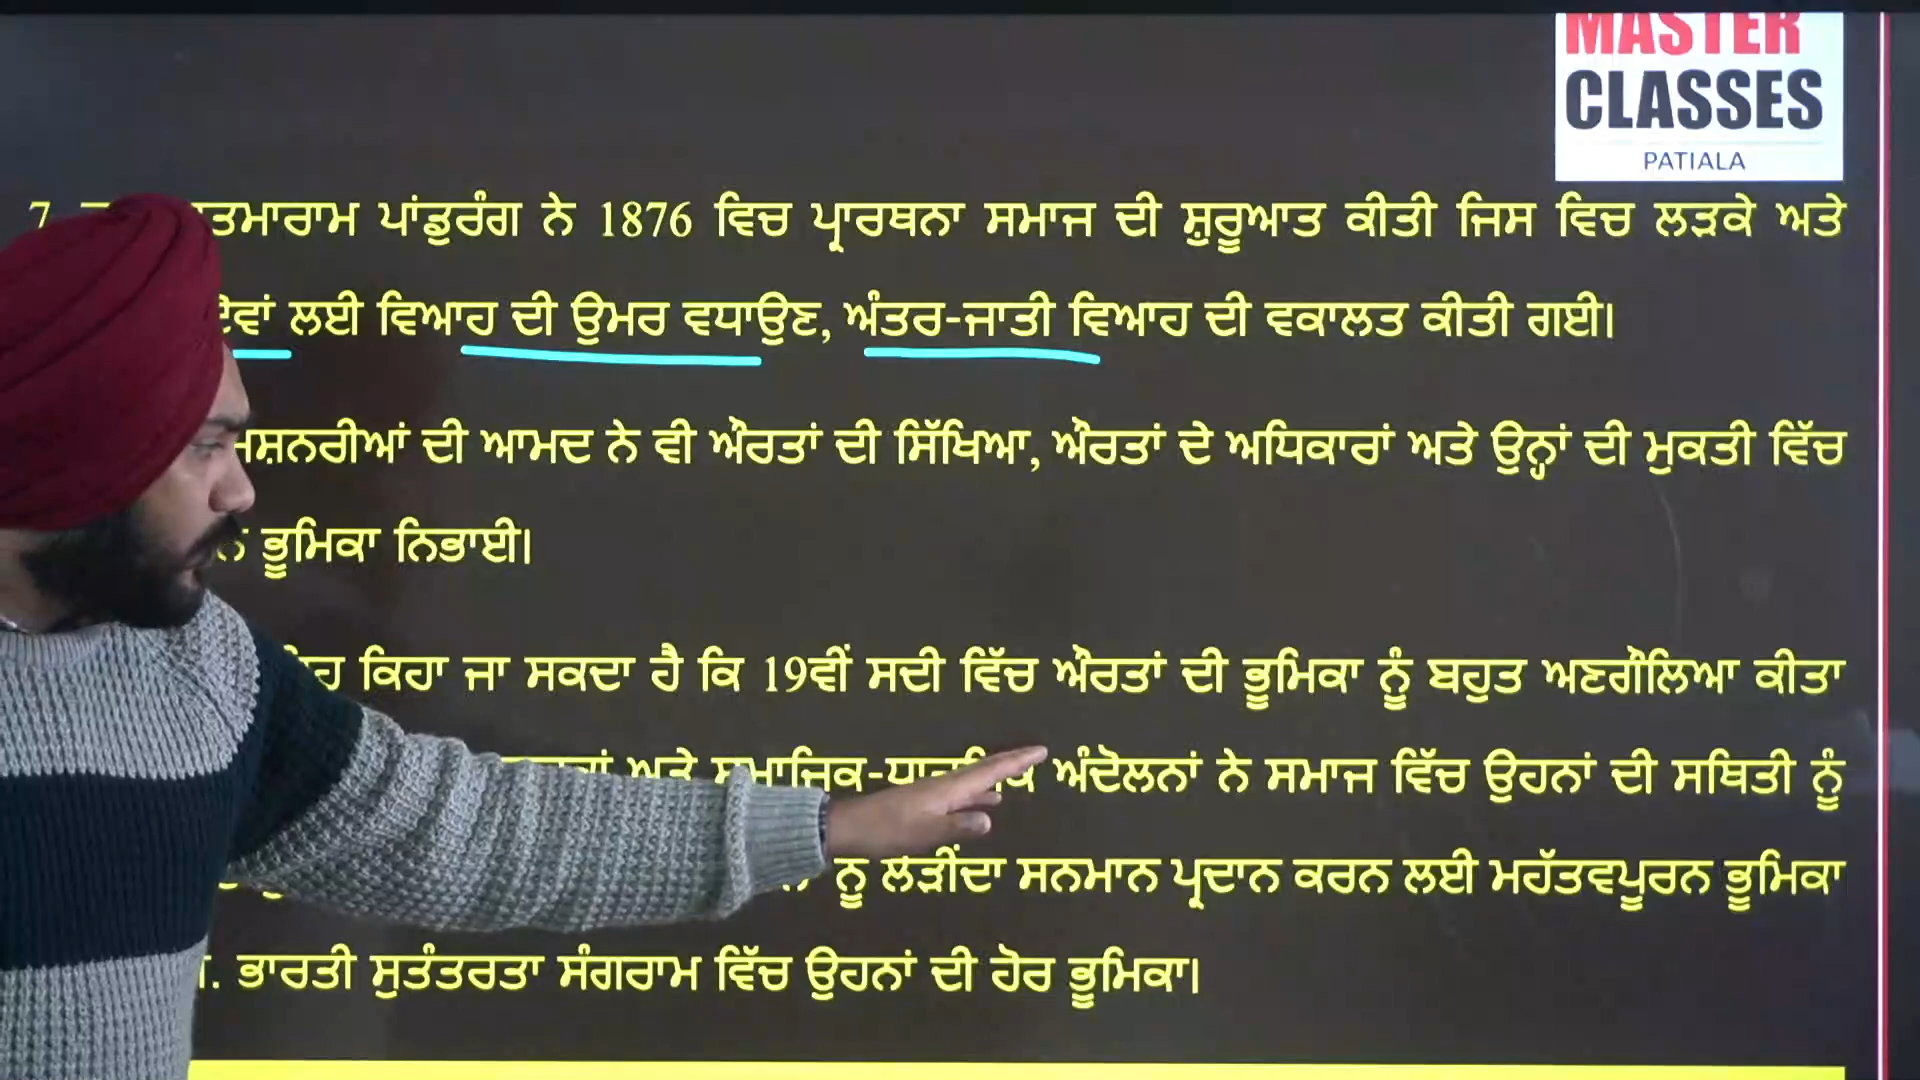 MASTER
CLASSES
PATIALA
7. ਪਾਂਡੁਰੰਗ ਨੇ 1876 ਵਿਚ ਪ੍ਰਾਰਥਨਾ ਸਮਾਜ ਦੀ ਸ਼ੁਰੂਆਤ ਕੀਤੀ ਜਿਸ ਵਿਚ ਲੜਕੇ ਅਤੇ
ਲਈ ਵਿਆਹ ਦੀ ਉਮਰ ਵਧਾਉਣ, ਅੰਤਰ-ਜਾਤੀ ਵਿਆਹ ਦੀ ਵਕਾਲਤ ਕੀਤੀ ਗਈ।
ਦੀ ਆਮਦ ਨੇ ਵੀ ਔਰਤਾਂ ਦੀ ਸਿੱਖਿਆ, ਔਰਤਾਂ ਦੇ ਅਧਿਕਾਰਾਂ ਅਤੇ ਉਨ੍ਹਾਂ ਦੀ ਮੁਕਤੀ ਵਿੱਚ
ਭੂਮਿਕਾ ਨਿਭਾਈ।
ਕਿਹਾ ਜਾ ਸਕਦਾ ਹੈ ਕਿ 19ਵੀਂ ਸਦੀ ਵਿੱਚ ਔਰਤਾਂ ਦੀ ਭੂਮਿਕਾ ਨੂੰ ਬਹੁਤ ਅਣਗੌਲਿਆ ਕੀਤਾ
ਅਤੇ ਅੰਦੋਲਨਾਂ ਨੇ ਸਮਾਜ ਵਿੱਚ ਉਹਨਾਂ ਦੀ ਸਥਿਤੀ ਨੂੰ
ਨੂੰ ਲੜੀਂਦਾ ਸਨਮਾਨ ਪ੍ਰਦਾਨ ਕਰਨ ਲਈ ਮਹੱਤਵਪੂਰਨ ਭੂਮਿਕਾ
ਭਾਰਤੀ ਸੁਤੰਤਰਤਾ ਸੰਗਰਾਮ ਵਿੱਚ ਉਹਨਾਂ ਦੀ ਹੋਰ ਭੂਮਿਕਾ।